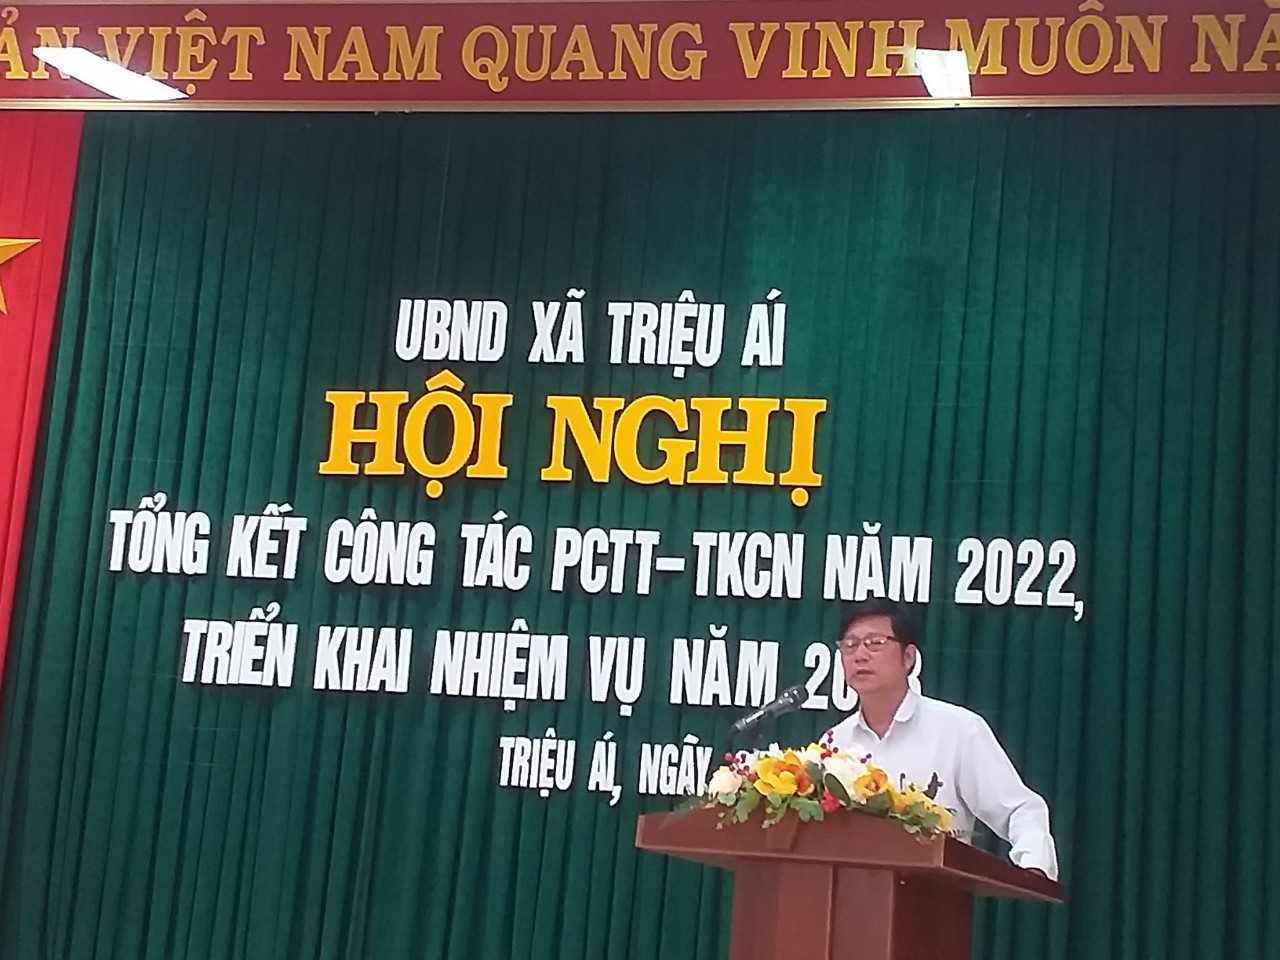 VIỆT NAM QUANG VINH MUÔN
UBND XÃ TRIỆU ÁI
HỘI NGHỊ
TỔNG KẾT CÔNG TÁC PCTT-TKCN NĂM 2022,
TRIỂN KHAI NHIỆM VỤ NĂM
TRIỆU ÁI, NGÀY